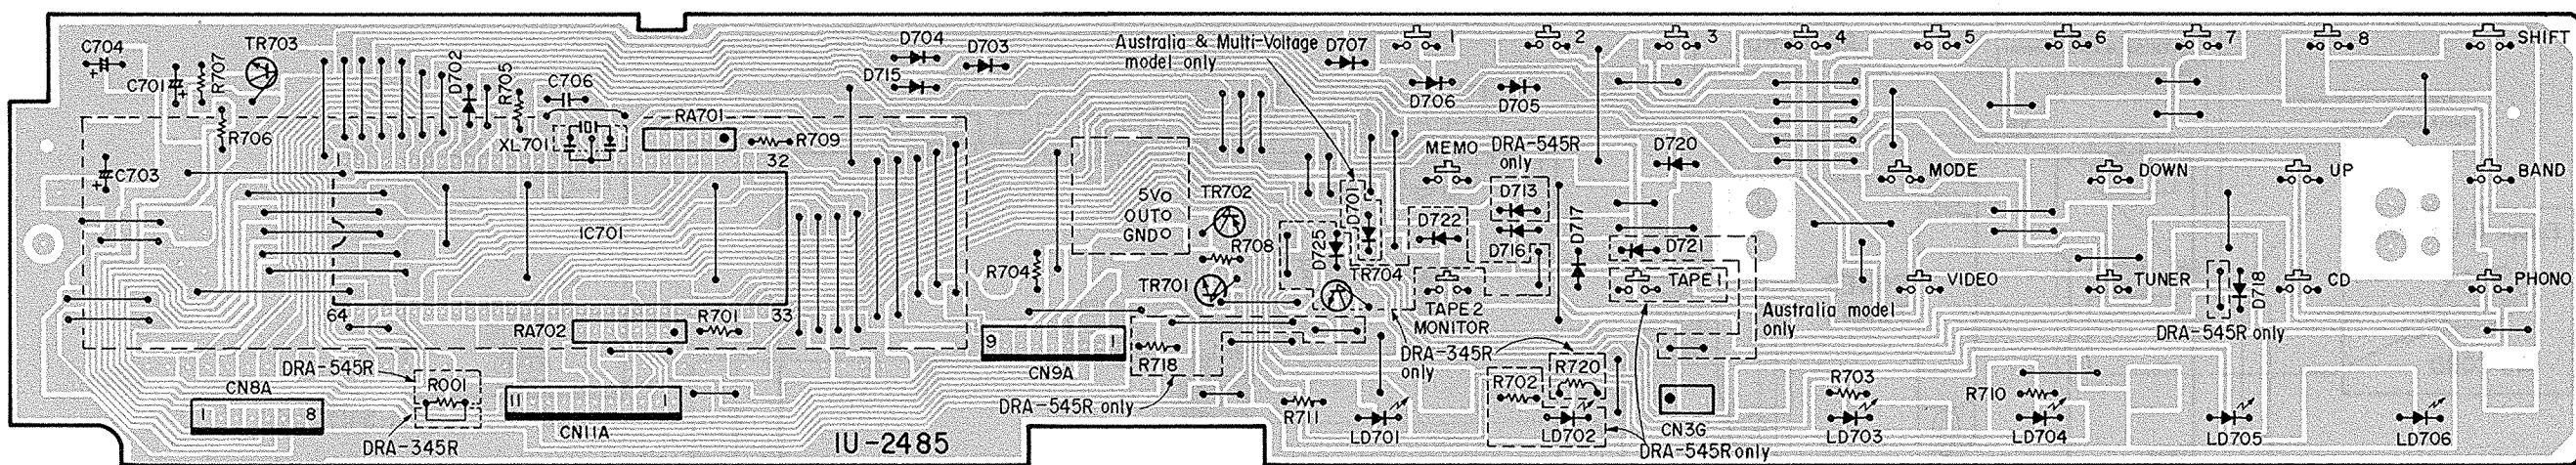 C704
TR703
C701
R707
R706
C703
D702
R705
C706
XL701
RA701
R709
32
IC701
64
33
RA702
R701
D704
D703
D715
Australia & Multi-Voltage
model only
D707
D706
D705
1
2
3
4
5
6
7
8
SHIFT
MEMO
DRA-545R
only
D720
MODE
DOWN
UP
BAND
5V
OUT
GND
TR702
R708
TR701
R704
D725
D701
TR704
D722
D713
D716
D717
D721
TAPE 1
TAPE 2
MONITOR
VIDEO
TUNER
D718
CD
PHONO
Australia model
only
DRA-545R only
9
1
CN9A
R718
DRA-545R only
DRA-345R
only
DRA-545R
R001
DRA-345R
CN8A
1
8
11
1
CN11A
IU-2485
R711
LD701
R702
R720
LD702
CN3G
DRA-545R only
R703
LD703
R710
LD704
LD705
LD706